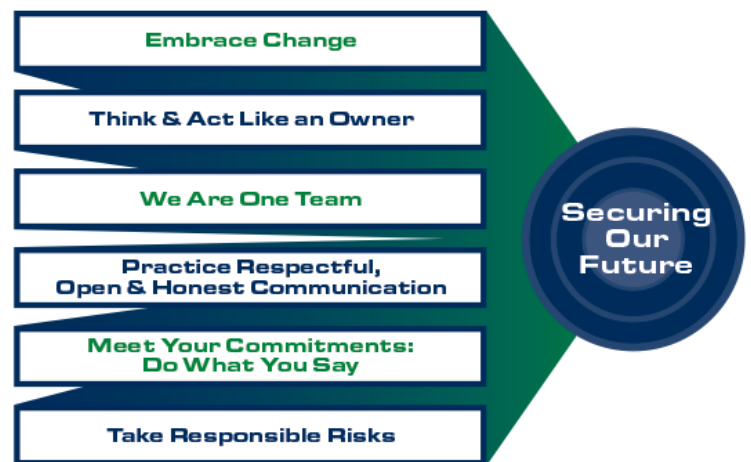 Embrace Change
Think & Act Like an Owner
We Are One Team
Practice Respectful,
Open & Honest Communication
Meet Your Commitments:
Do What You Say
Take Responsible Risks
Securing
Our
Future